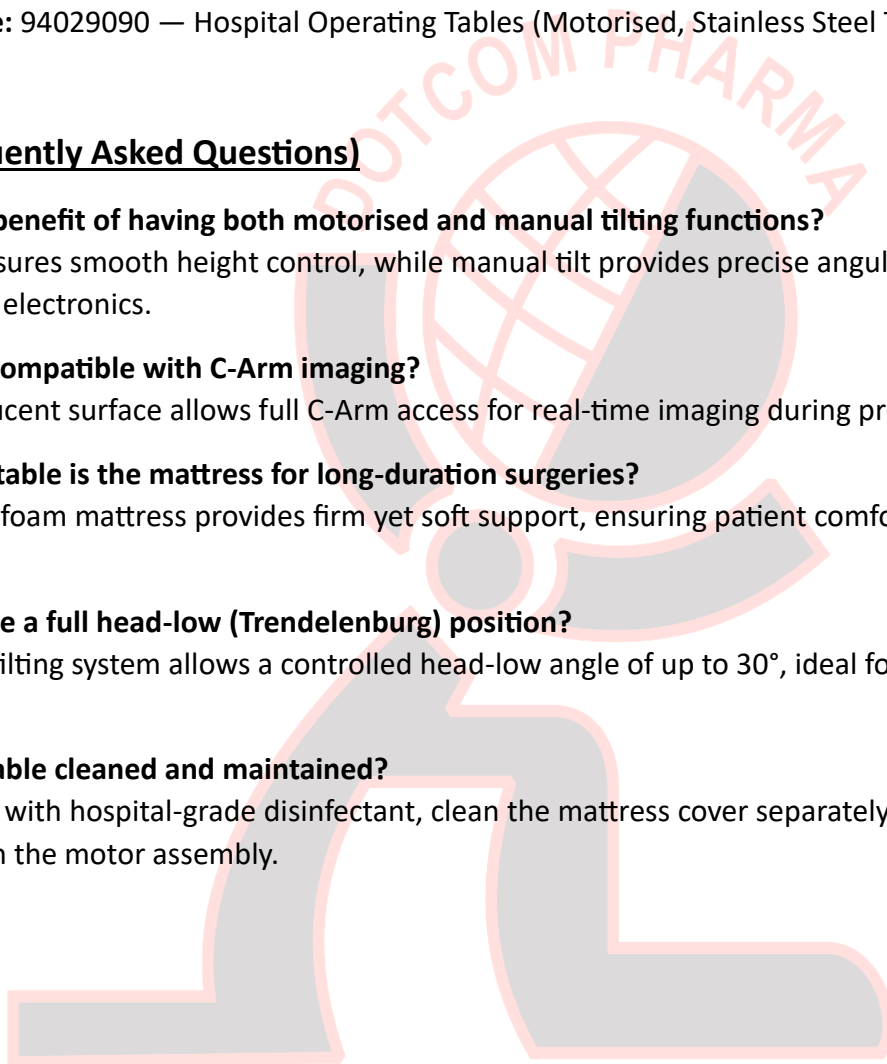 e: 94029090 — Hospital Operating Tables (Motorised, Stainless Steel T
DOTCOM PHARMA
uently Asked Questions)
benefit of having both motorised and manual tilting functions?
sures smooth height control, while manual tilt provides precise angul
electronics.
ompatible with C-Arm imaging?
ucent surface allows full C-Arm access for real-time imaging during pr
table is the mattress for long-duration surgeries?
foam mattress provides firm yet soft support, ensuring patient comfo
e a full head-low (Trendelenburg) position?
ilting system allows a controlled head-low angle of up to 30°, ideal fo
able cleaned and maintained?
with hospital-grade disinfectant, clean the mattress cover separately,
n the motor assembly.